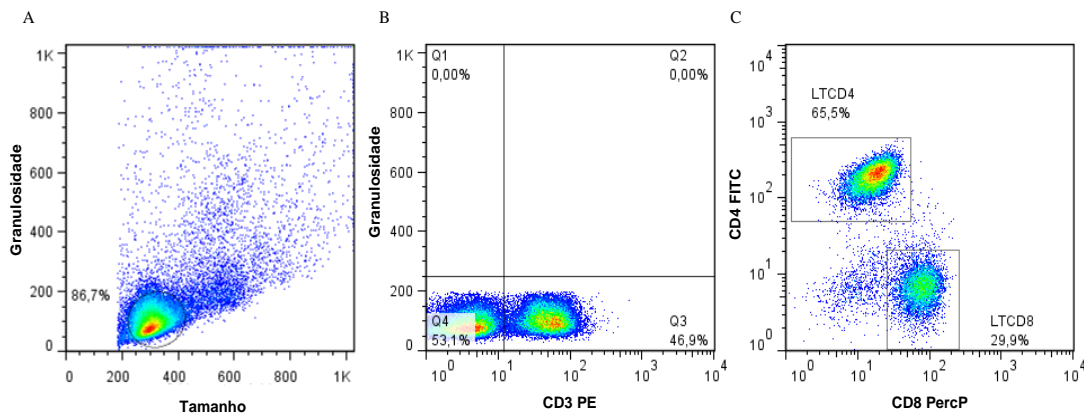 A
B
C
1K
800
600
400
200
0
86,7%
Granulosidade
0 200 400 600 800 1K
Tamanho
1K
800
600
400
200
0
Granulosidade
Q1
0,00%
Q2
0,00%
Q4
53,1%
Q3
46,9%
10^0 10^1 10^2 10^3 10^4
CD3 PE
10^4
10^3
10^2
10^1
10^0
CD4 FITC
LTCD4
65,5%
LTCD8
29,9%
10^0 10^1 10^2 10^3 10^4
CD8 PercP